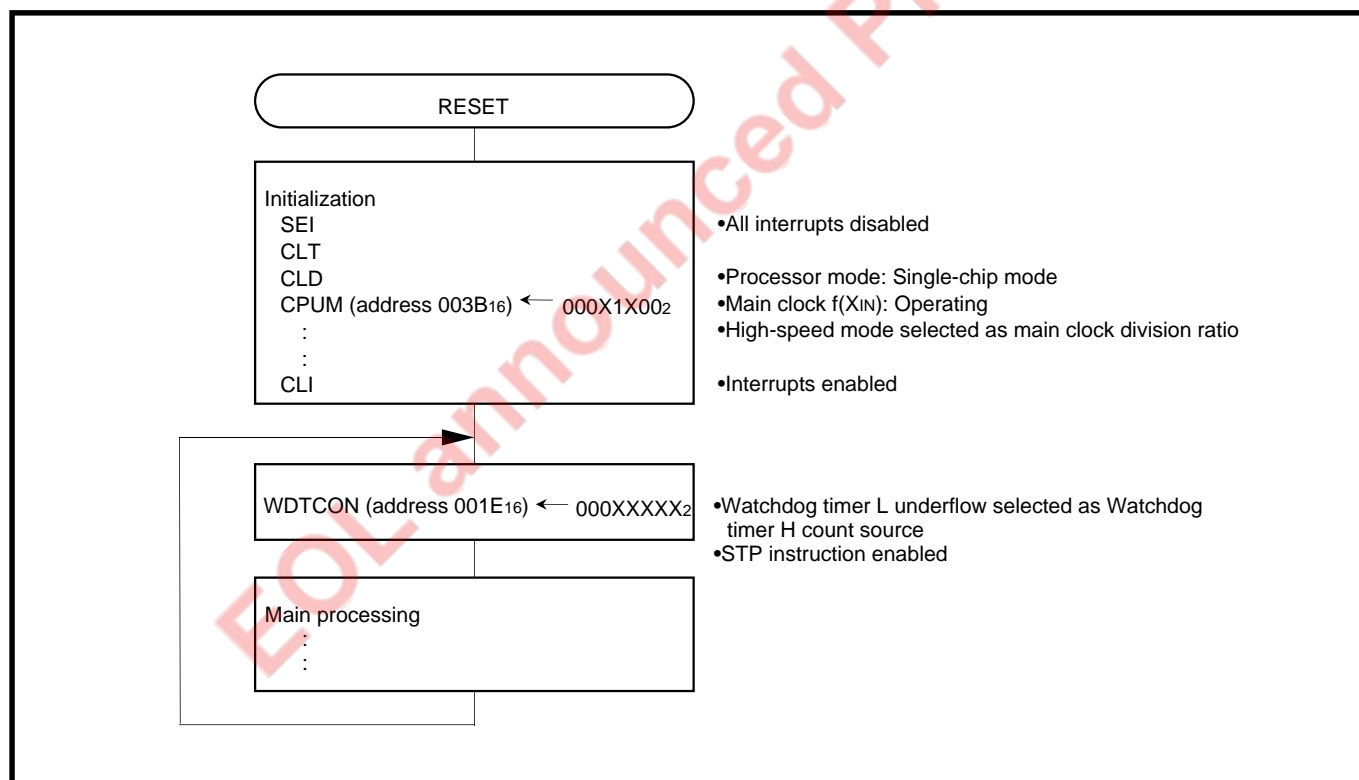 RESET
Initialization
SEI
•All interrupts disabled
CLT
CLD
•Processor mode: Single-chip mode
CPUM (address 003B16) ← 000X1X002
•Main clock f(XIN): Operating
:
•High-speed mode selected as main clock division ratio
:
CLI
•Interrupts enabled
WDTCON (address 001E16) ← 000XXXXX2
•Watchdog timer L underflow selected as Watchdog
timer H count source
•STP instruction enabled
Main processing
:
:
EOL announced